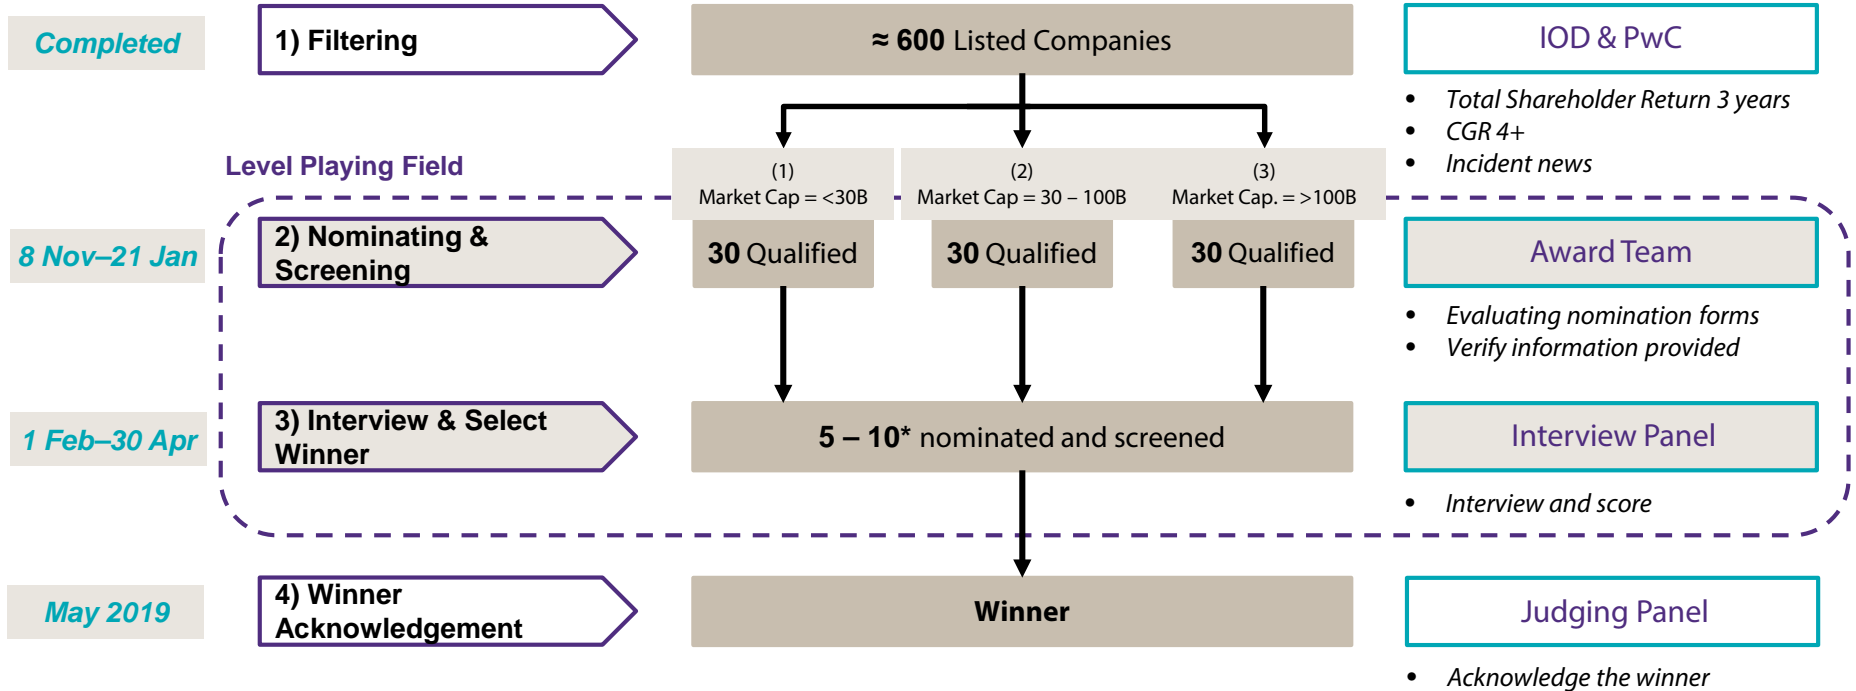 Completed
1) Filtering
≈ 600 Listed Companies
IOD & PwC
• Total Shareholder Return 3 years
• CGR 4+
• Incident news
Level Playing Field
(1)
Market Cap = <30B
(2)
Market Cap = 30 – 100B
(3)
Market Cap. = >100B
8 Nov–21 Jan
2) Nominating &
Screening
30 Qualified
30 Qualified
30 Qualified
Award Team
• Evaluating nomination forms
• Verify information provided
1 Feb–30 Apr
3) Interview & Select
Winner
5 – 10* nominated and screened
Interview Panel
• Interview and score
May 2019
4) Winner
Acknowledgement
Winner
Judging Panel
• Acknowledge the winner